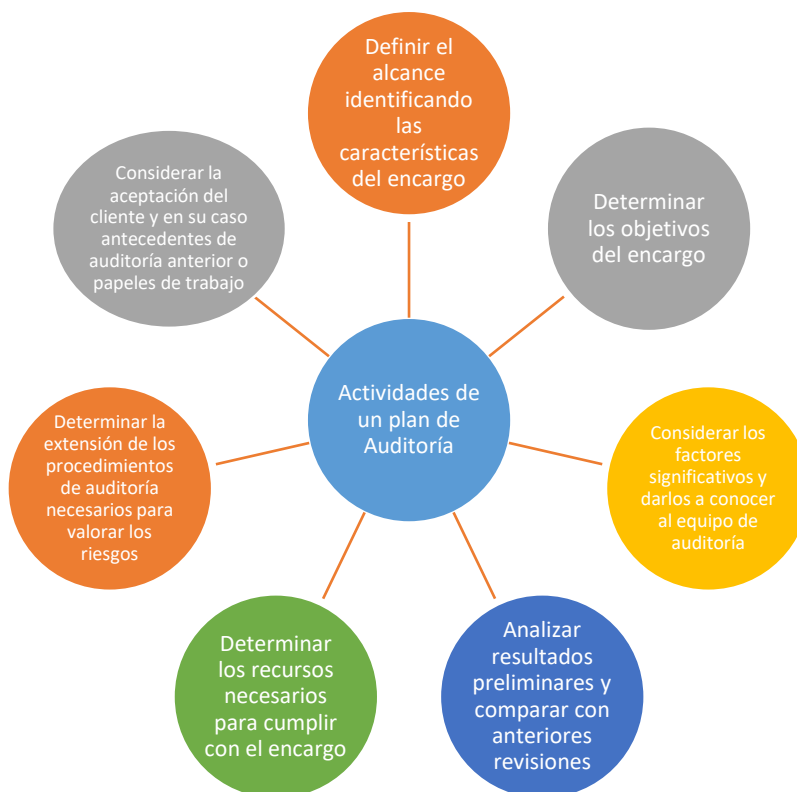 Definir el
alcance
identificando
las
características
del encargo
Determinar
los objetivos
del encargo
Considerar los
factores
significativos y
darlos a conocer
al equipo de
auditoría
Analizar
resultados
preliminares y
comparar con
anteriores
revisiones
Determinar
los recursos
necesarios
para cumplir
con el encargo
Determinar la
extensión de los
procedimientos
de auditoría
necesarios para
valorar los
riesgos
Considerar la
aceptación del
cliente y en su caso
antecedentes de
auditoría anterior o
papeles de trabajo
Actividades de
un plan de
Auditoría